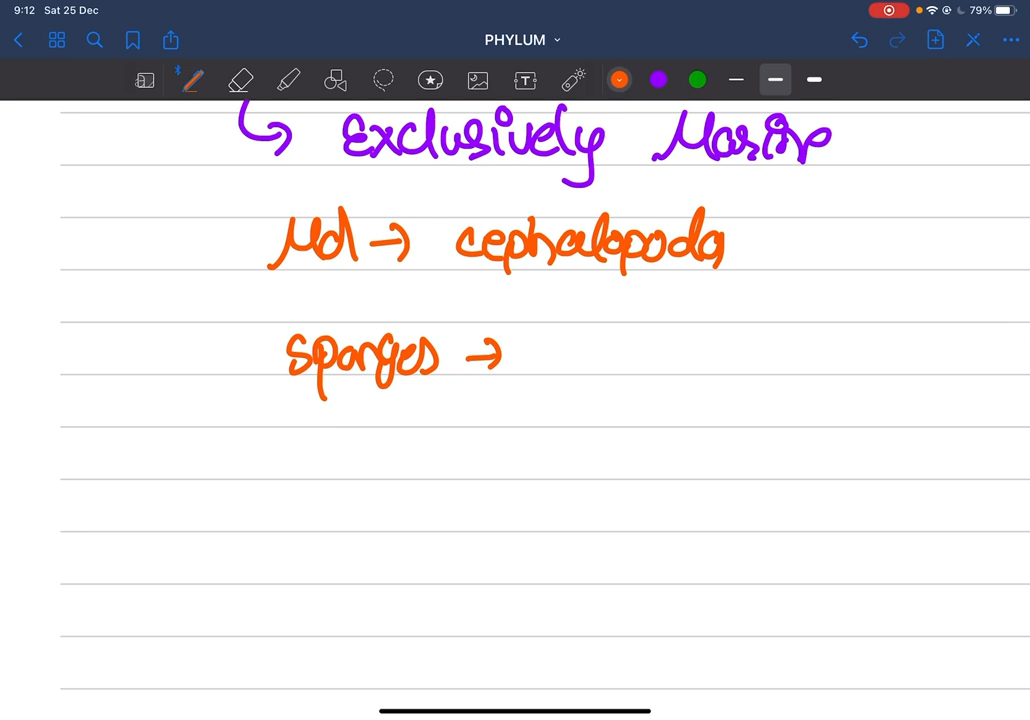 9:12 Sat 25 Dec
79%
PHYLUM
T
Exclusively Marine
Mol → cephalopoda
Sponges →